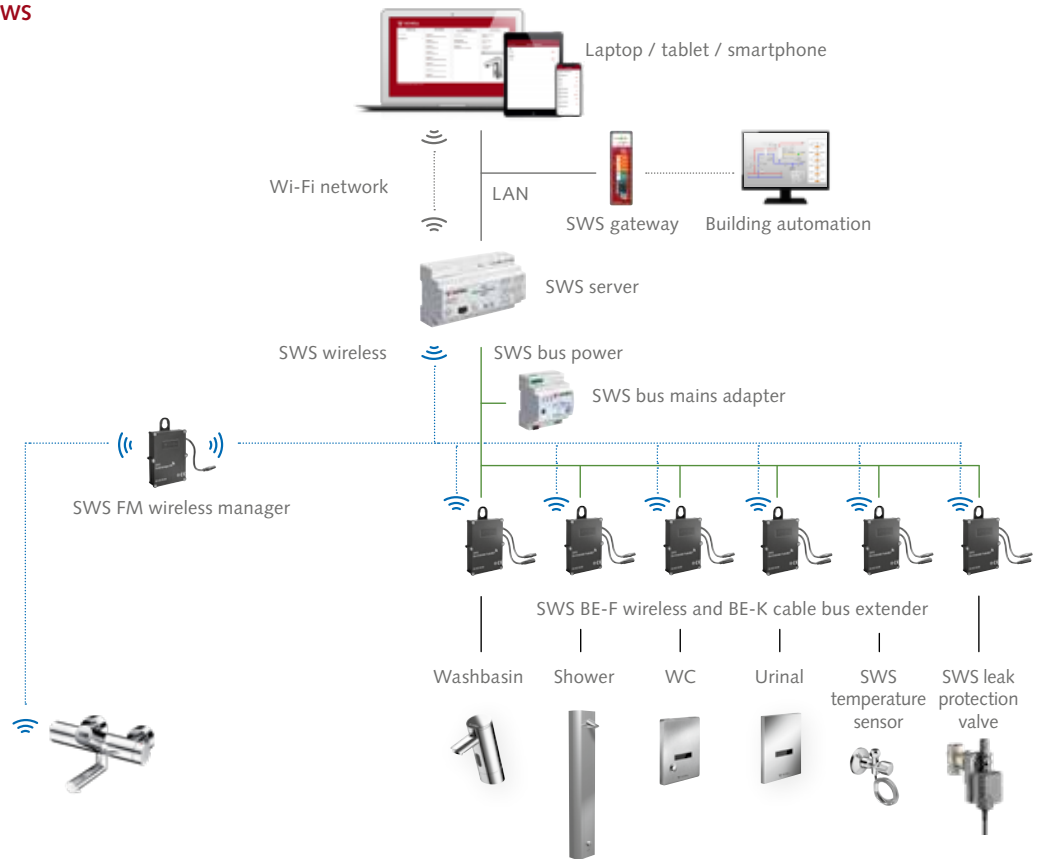 WS
Laptop / tablet / smartphone
Wi-Fi network
LAN
SWS gateway
Building automation
SWS server
SWS wireless
SWS bus power
SWS bus mains adapter
SWS FM wireless manager
SWS BE-F wireless and BE-K cable bus extender
Washbasin
Shower
WC
Urinal
SWS
temperature
sensor
SWS leak
protection
valve